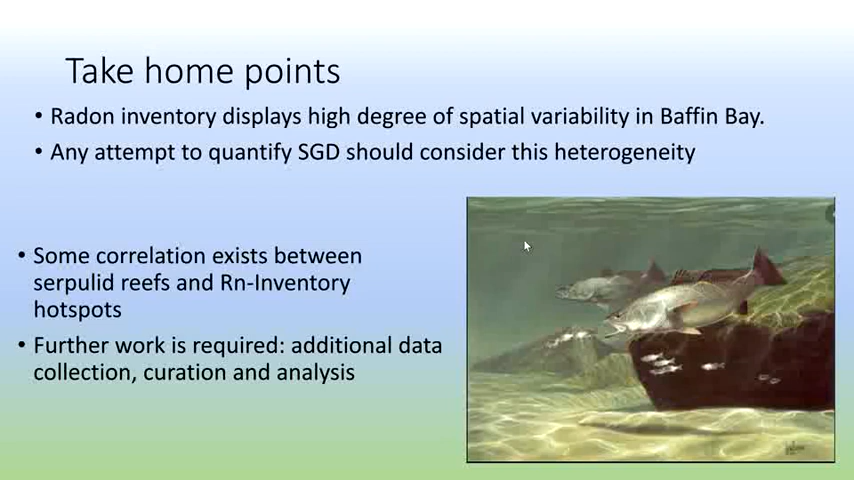 Take home points
• Radon inventory displays high degree of spatial variability in Baffin Bay.
• Any attempt to quantify SGD should consider this heterogeneity
• Some correlation exists between
serpulid reefs and Rn-Inventory
hotspots
• Further work is required: additional data
collection, curation and analysis